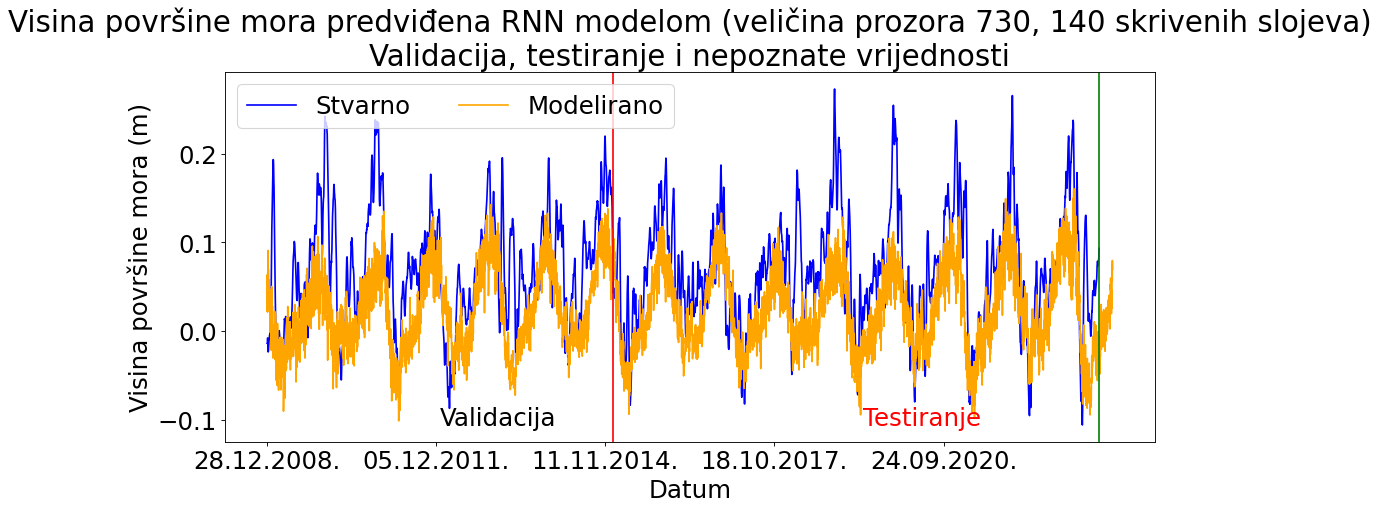 Visina površine mora predviđena RNN modelom (veličina prozora 730, 140 skrivenih slojeva)
Validacija, testiranje i nepoznate vrijednosti
Stvarno
Modelirano
Visina površine mora (m)
0.2
0.1
0.0
−0.1
Validacija
Testiranje
28.12.2008.
05.12.2011.
11.11.2014.
18.10.2017.
24.09.2020.
Datum